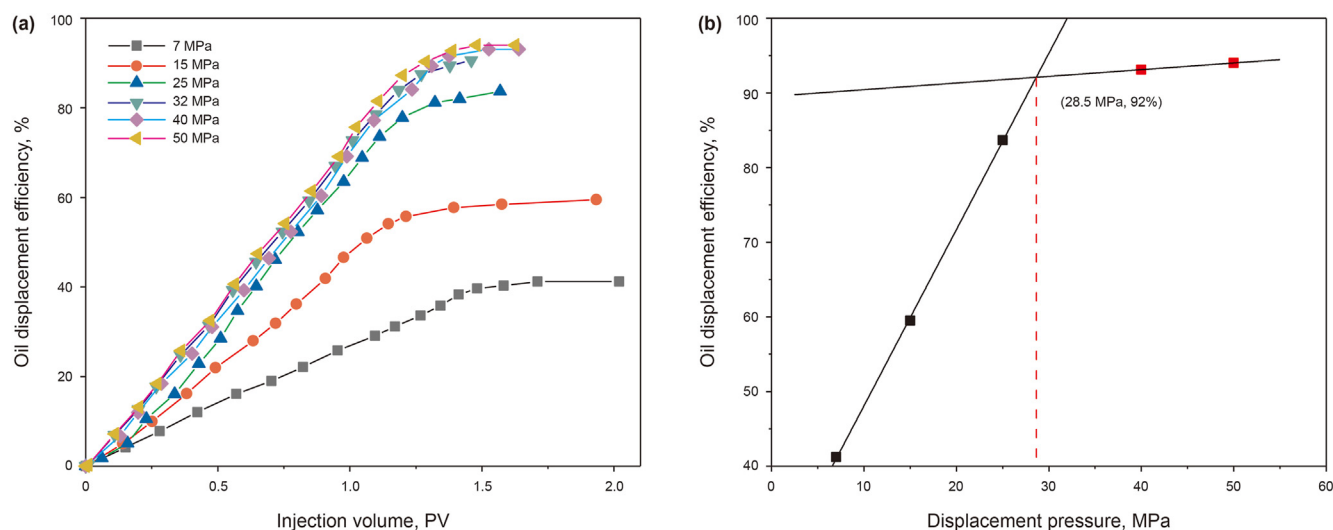 (a)
100
80
60
40
20
0
Oil displacement efficiency, %
7 MPa
15 MPa
25 MPa
32 MPa
40 MPa
50 MPa
0
0.5
1.0
1.5
2.0
Injection volume, PV
(b)
100
90
80
70
60
50
40
Oil displacement efficiency, %
(28.5 MPa, 92%)
0
10
20
30
40
50
60
Displacement pressure, MPa